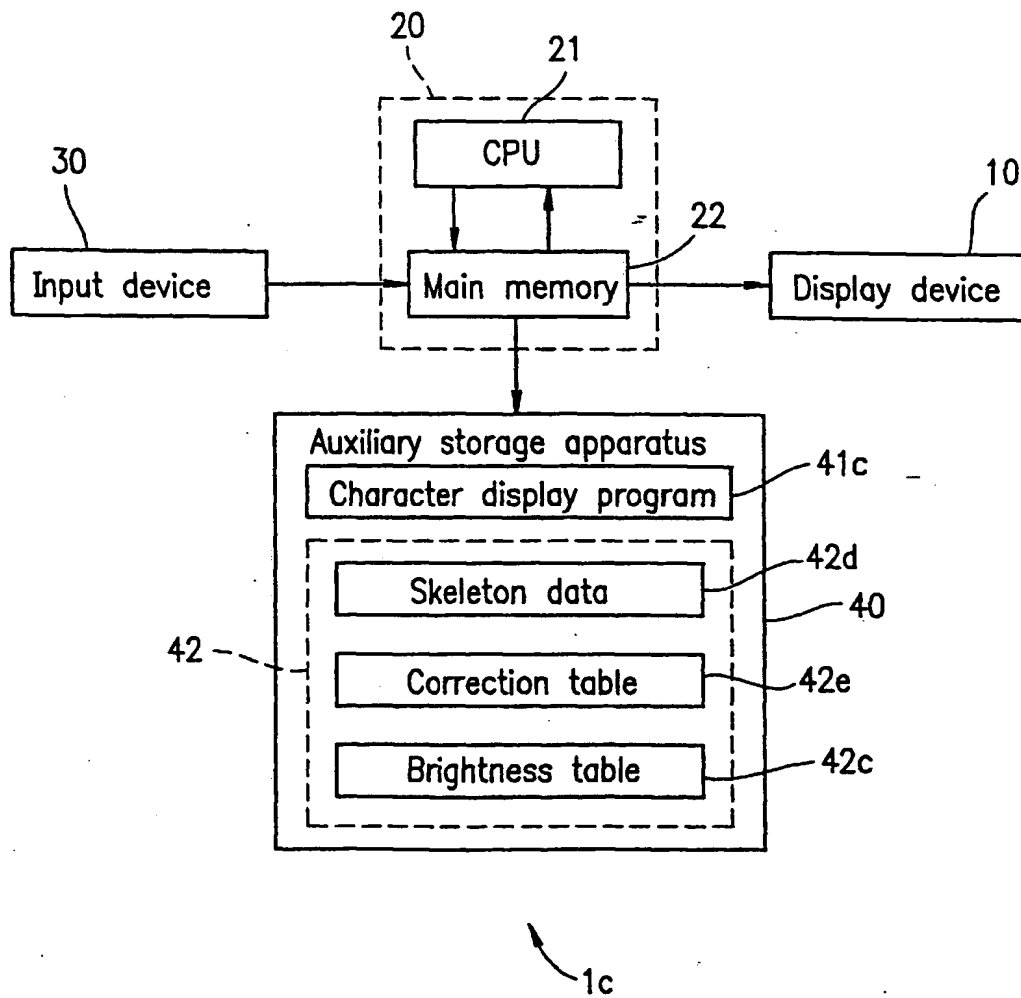 20
21
CPU
30
10
22
Input device
Main memory
Display device
Auxiliary storage apparatus
41c
Character display program
42d
Skeleton data
40
42
Correction table
42e
Brightness table
42c
1c